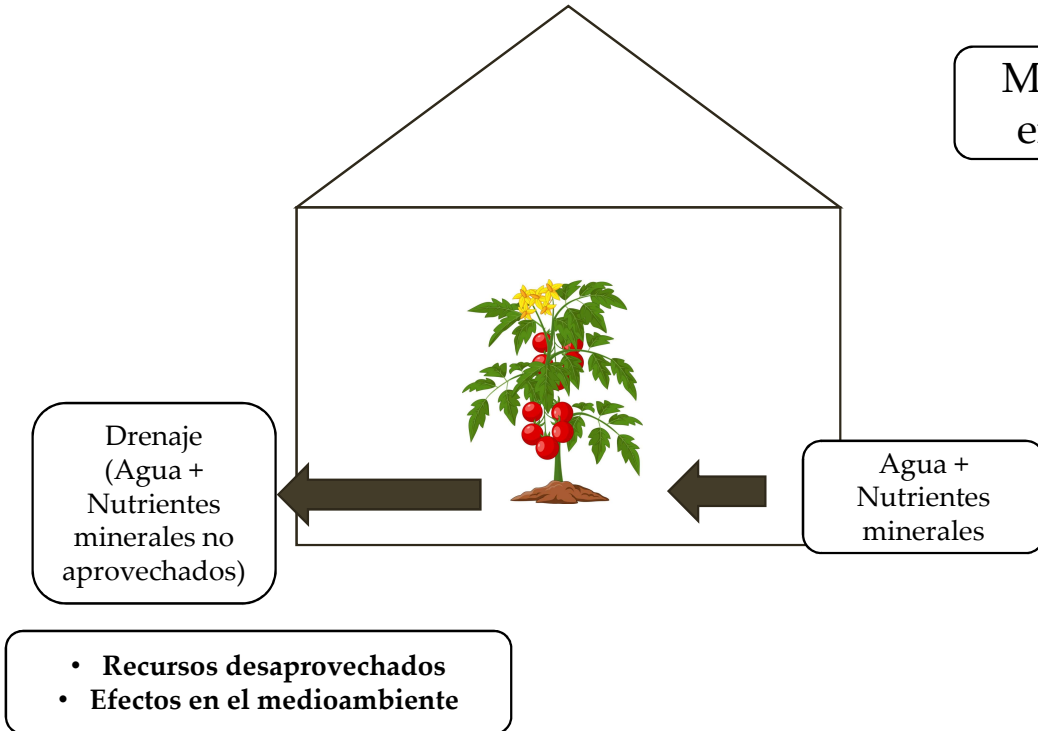 Drenaje
(Agua +
Nutrientes
minerales no
aprovechados)
Agua +
Nutrientes
minerales
• Recursos desaprovechados
• Efectos en el medioambiente